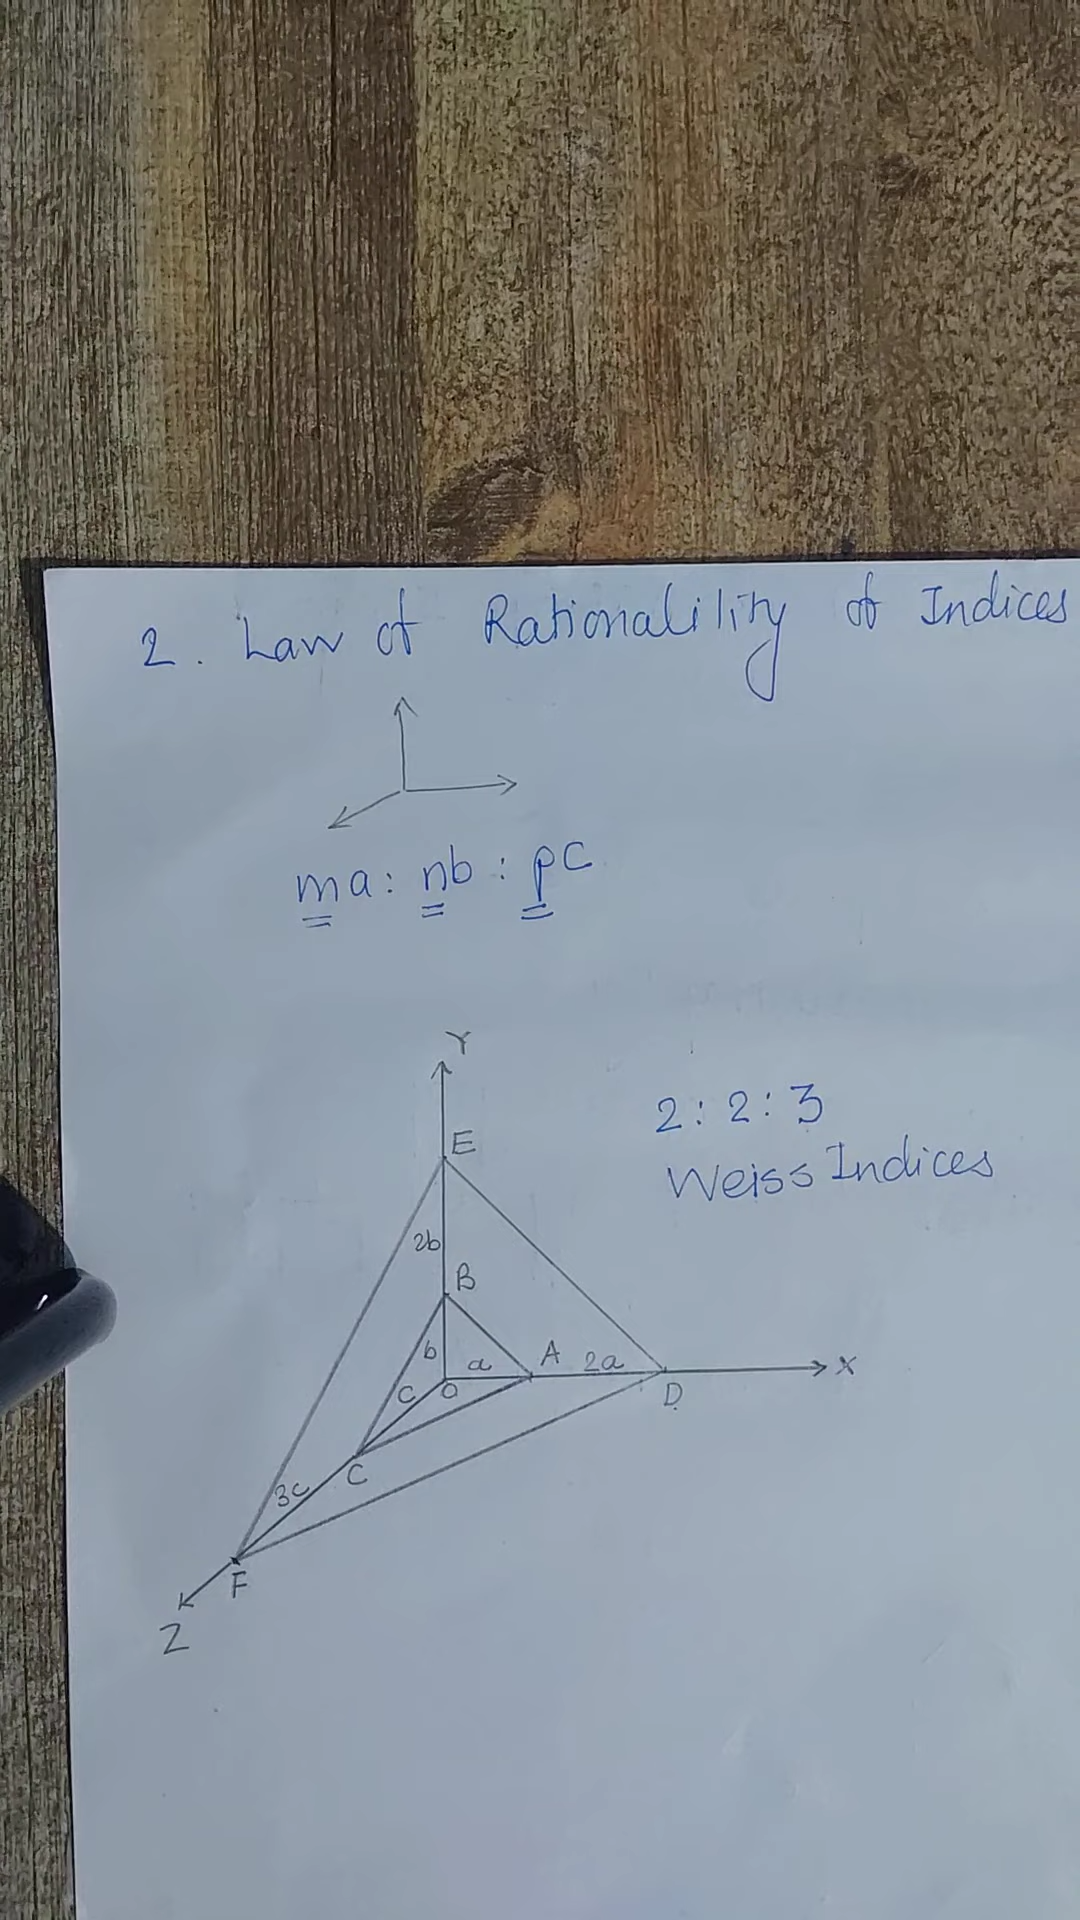 2. Law of Rationalility of Indices
ma : nb : pc
Y
2 : 2 : 3
E
Weiss Indices
2b
B
b a A 2a X
c O D
C
3c
F
Z